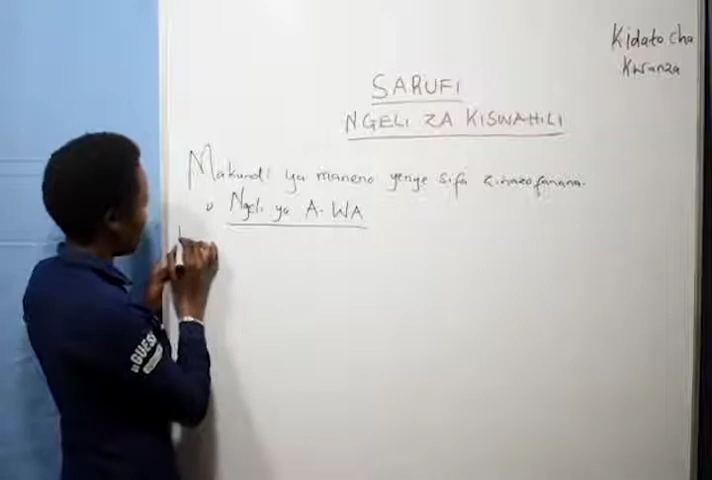 Kidato cha
Kwanza
SARUFI
NGELI ZA KISWAHILI
Makundi ya maneno yenye sifa zinazofanana.
Ngeli ya A-WA
GUESS